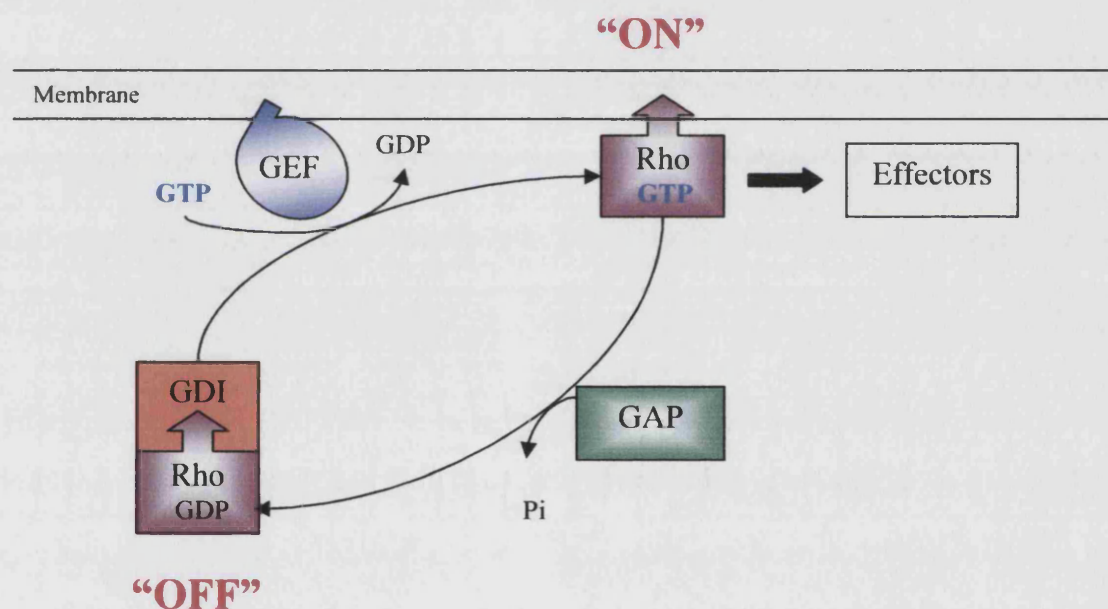 “ON”
Membrane
GEF
GDP
GTP
Rho
GTP
Effectors
GDI
Rho
GDP
GAP
Pi
“OFF”